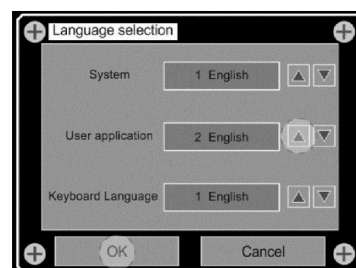 Language selection
System 1 English
User application 2 English
Keyboard Language 1 English
OK Cancel